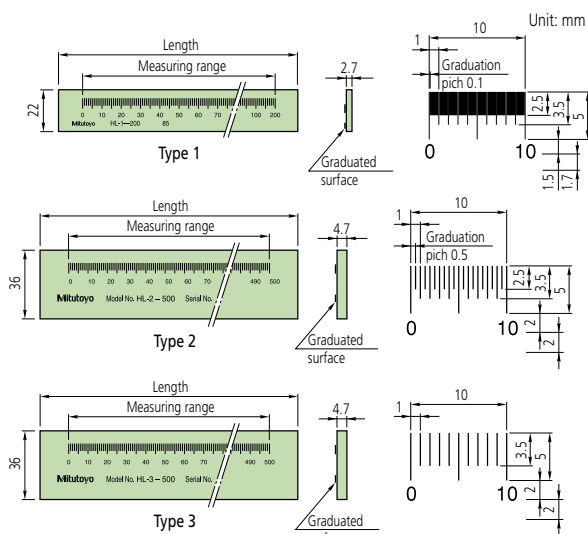 Unit: mm
Length
Measuring range
22
0 10 20 30 40 50 60 70 80 90 100 200
Mitutoyo HL-1—200 85
Type 1
2.7
Graduated
surface
10
1
Graduation
pich 0.1
2.5
3.5
5
0 10
1.5
1.7
Length
Measuring range
36
0 10 20 30 40 50 60 70 490 500
Mitutoyo Model No. HL-2 – 500 Serial No.
Type 2
4.7
Graduated
surface
10
1
Graduation
pich 0.5
2.5
3.5
5
0 10
2
2
Length
Measuring range
36
0 10 20 30 40 50 60 70 490 500
Mitutoyo Model No. HL-3 – 500 Serial No.
Type 3
4.7
Graduated
10
1
3.5
5
0 10
2
2